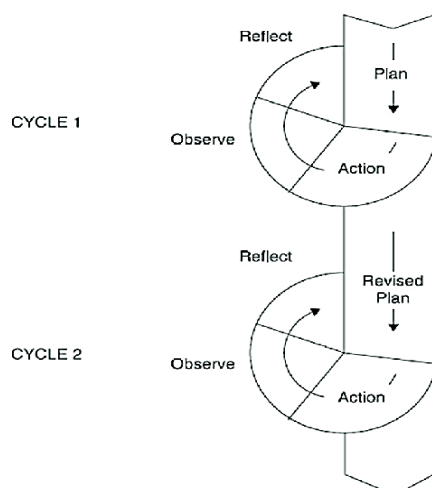 Reflect
Plan
CYCLE 1
Observe
Action
Reflect
Revised
Plan
CYCLE 2
Observe
Action